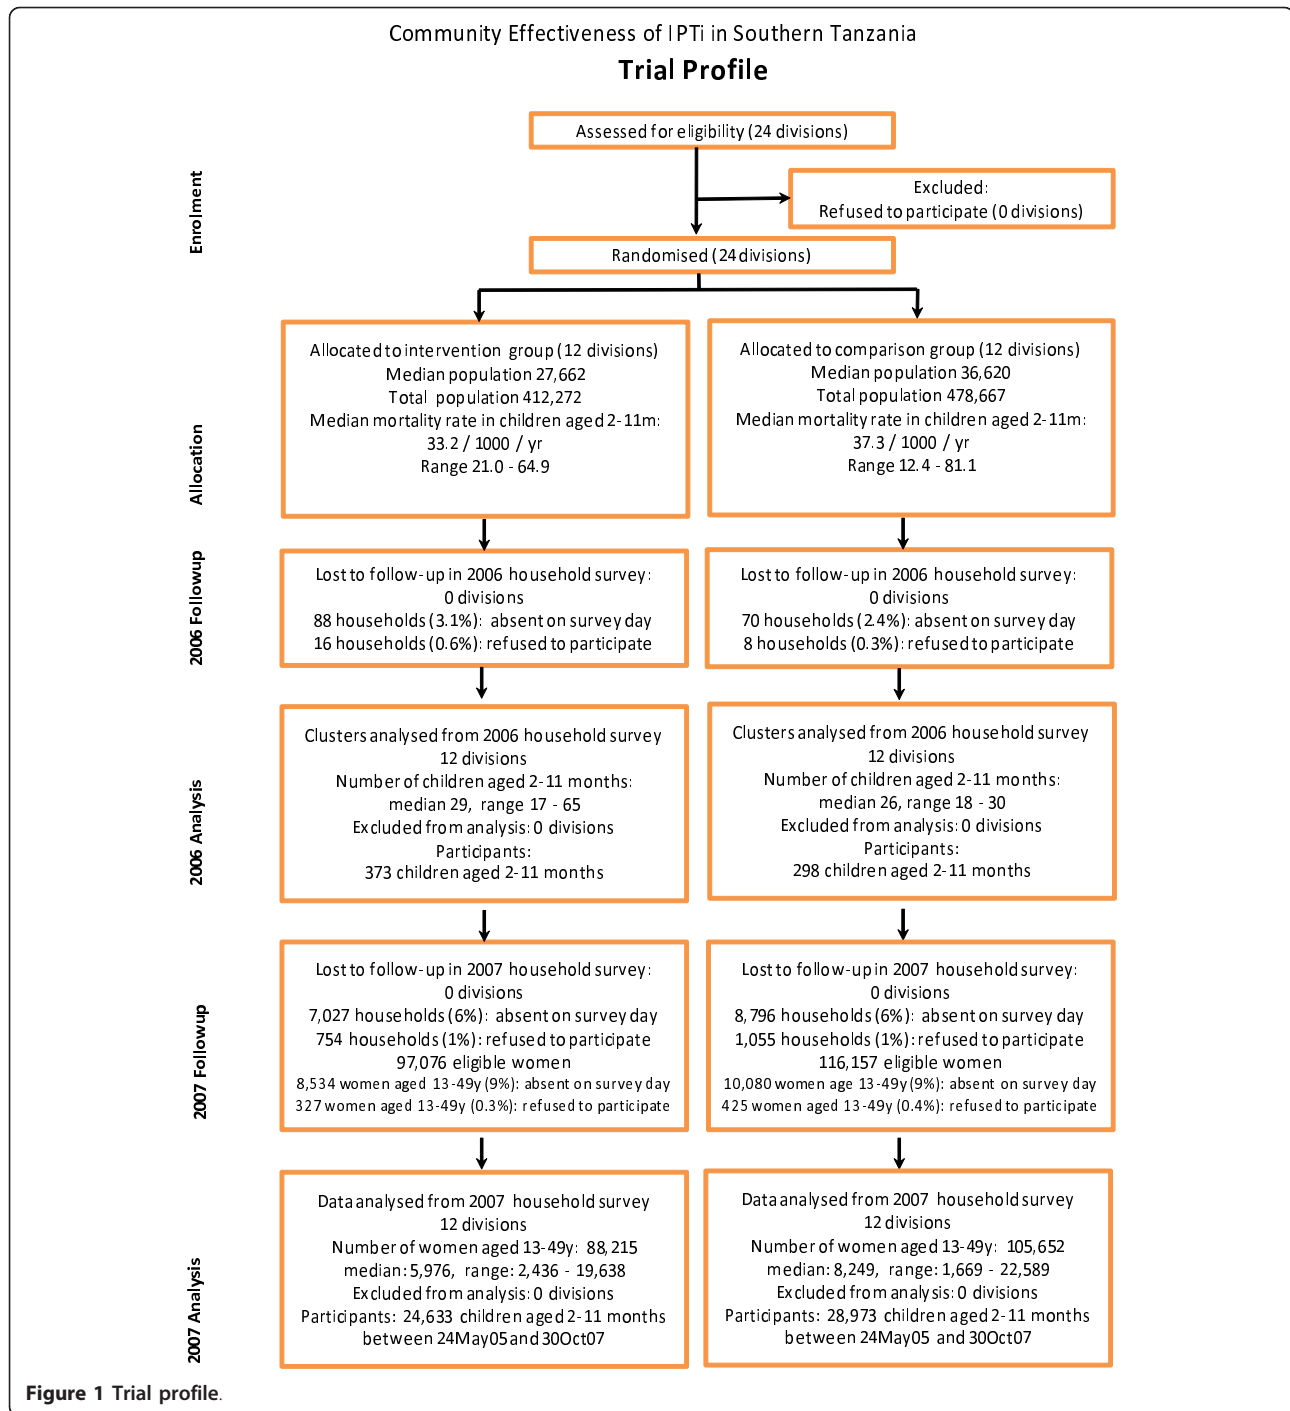 Community Effectiveness of IPTi in Southern Tanzania
Trial Profile
Assessed for eligibility (24 divisions)
Enrolment
Excluded:
Refused to participate (0 divisions)
Randomised (24 divisions)
Allocation
Allocated to intervention group (12 divisions)
Median population 27,662
Total population 412,272
Median mortality rate in children aged 2-11m:
33.2 / 1000 / yr
Range 21.0 - 64.9
Allocated to comparison group (12 divisions)
Median population 36,620
Total population 478,667
Median mortality rate in children aged 2-11m:
37.3 / 1000 / yr
Range 12.4 - 81.1
2006 Followup
Lost to follow-up in 2006 household survey:
0 divisions
88 households (3.1%): absent on survey day
16 households (0.6%): refused to participate
Lost to follow-up in 2006 household survey:
0 divisions
70 households (2.4%): absent on survey day
8 households (0.3%): refused to participate
2006 Analysis
Clusters analysed from 2006 household survey
12 divisions
Number of children aged 2-11 months:
median 29, range 17 - 65
Excluded from analysis: 0 divisions
Participants:
373 children aged 2-11 months
Clusters analysed from 2006 household survey
12 divisions
Number of children aged 2-11 months:
median 26, range 18 - 30
Excluded from analysis: 0 divisions
Participants:
298 children aged 2-11 months
2007 Followup
Lost to follow-up in 2007 household survey:
0 divisions
7,027 households (6%): absent on survey day
754 households (1%): refused to participate
97,076 eligible women
8,534 women aged 13-49y (9%): absent on survey day
327 women aged 13-49y (0.3%): refused to participate
Lost to follow-up in 2007 household survey:
0 divisions
8,796 households (6%): absent on survey day
1,055 households (1%): refused to participate
116,157 eligible women
10,080 women age 13-49y (9%): absent on survey day
425 women aged 13-49y (0.4%): refused to participate
2007 Analysis
Data analysed from 2007 household survey
12 divisions
Number of women aged 13-49y: 88,215
median: 5,976, range: 2,436 - 19,638
Excluded from analysis: 0 divisions
Participants: 24,633 children aged 2-11 months
between 24May05 and 30Oct07
Data analysed from 2007 household survey
12 divisions
Number of women aged 13-49y: 105,652
median: 8,249, range: 1,669 - 22,589
Excluded from analysis: 0 divisions
Participants: 28,973 children aged 2-11 months
between 24May05 and 30Oct07
Figure 1 Trial profile.